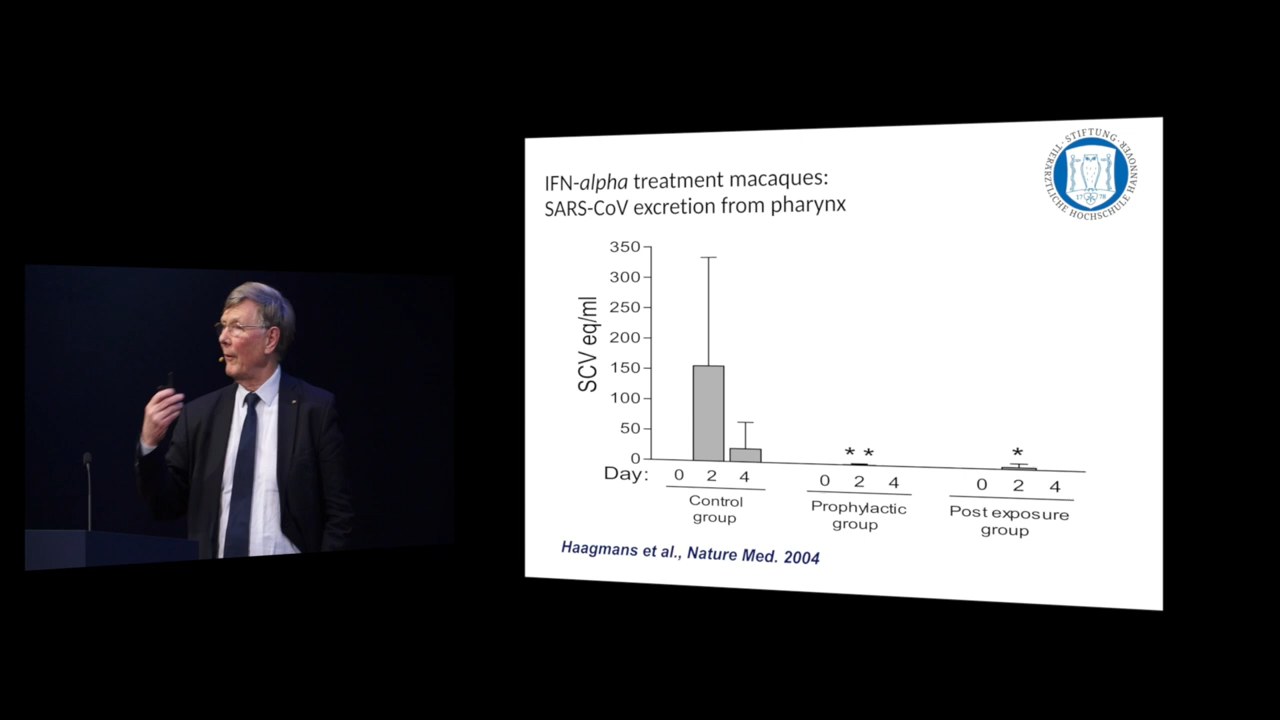 STIFTUNG · TIERÄRZTLICHE HOCHSCHULE HANNOVER
1778
IFN-alpha treatment macaques:
SARS-CoV excretion from pharynx
350
300
250
200
150
100
50
0
SCV eq/ml
Day: 0 2 4 0 2 4 0 2 4
* * *
Control
group
Prophylactic
group
Post exposure
group
Haagmans et al., Nature Med. 2004